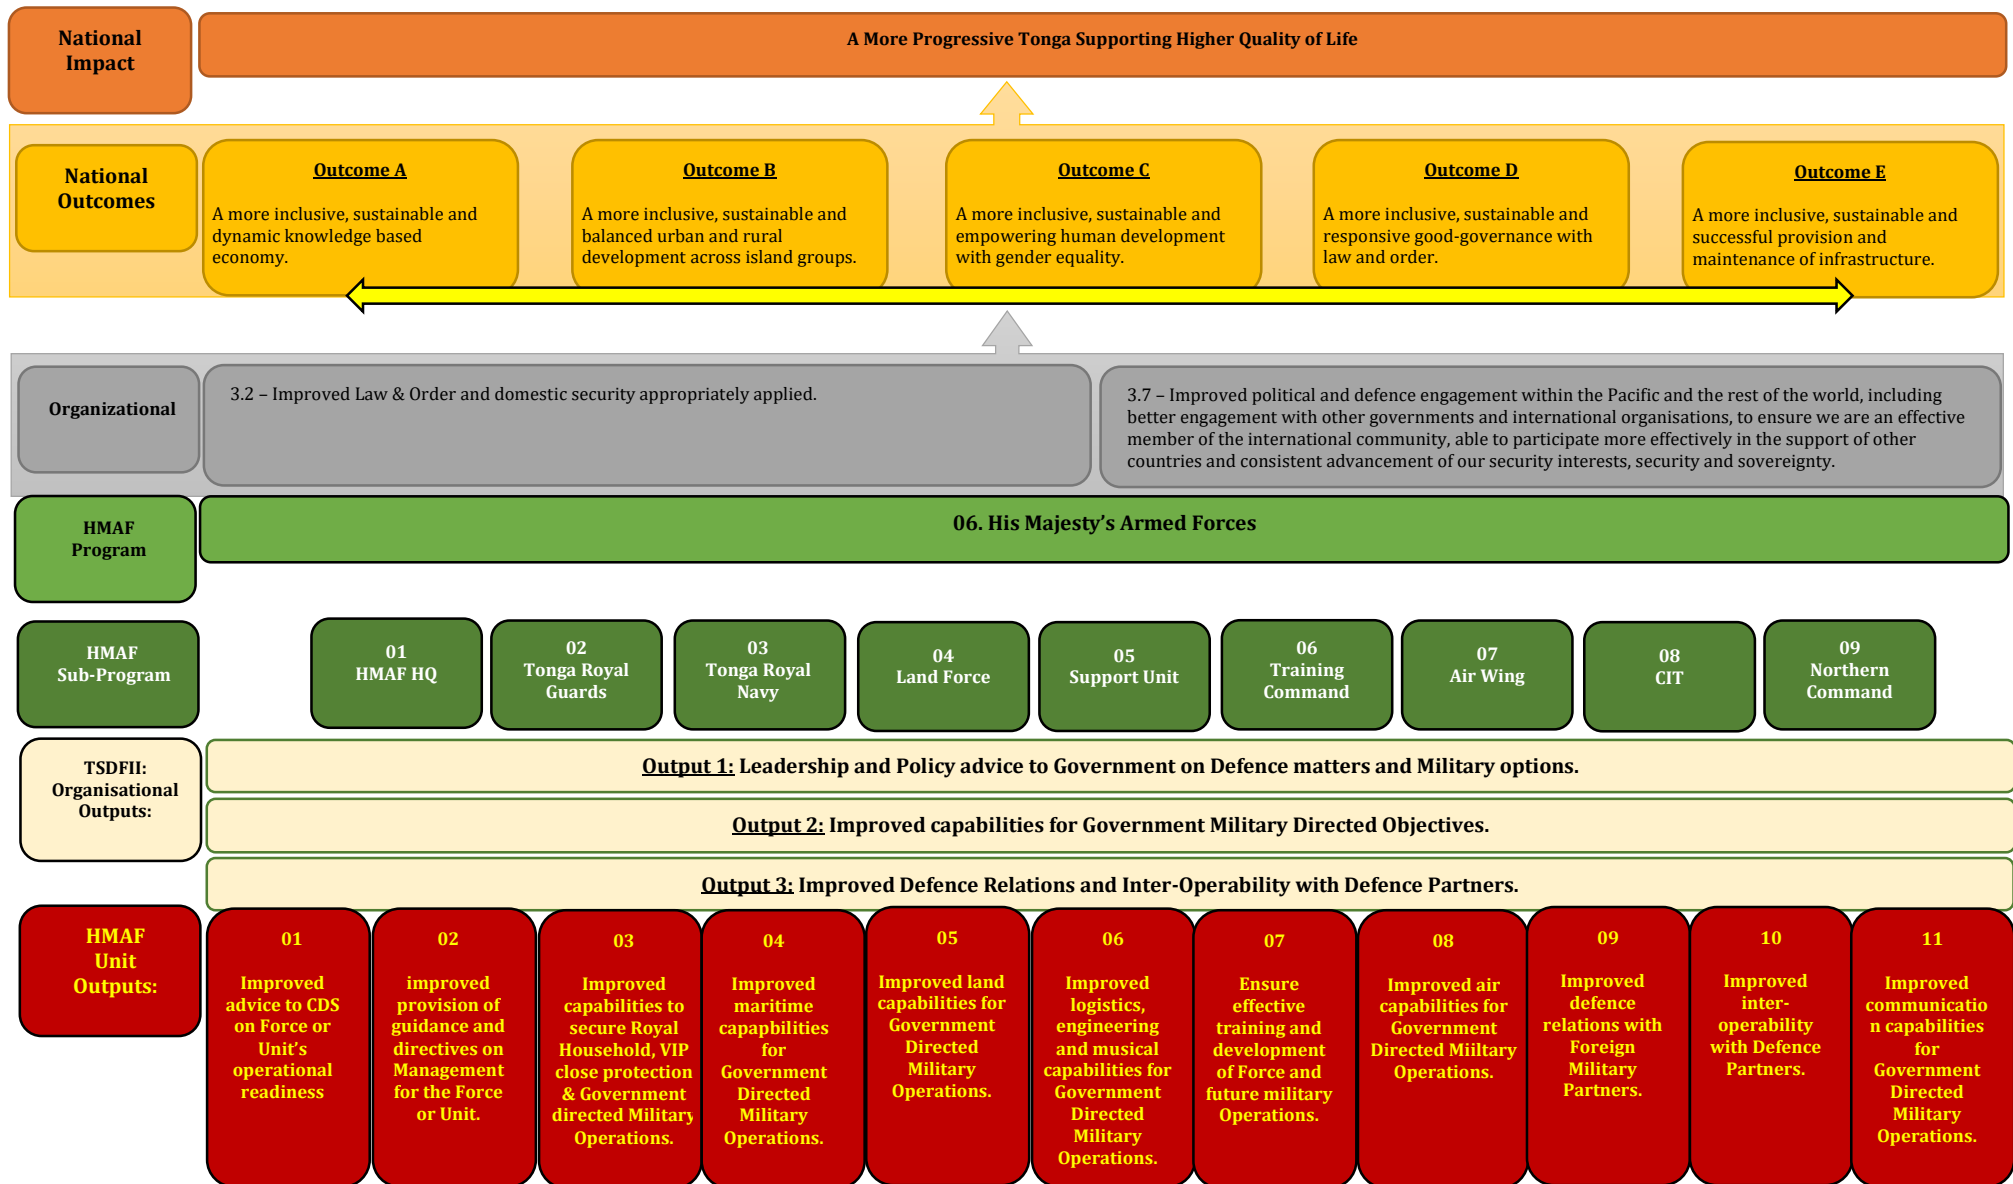 National
Impact
A More Progressive Tonga Supporting Higher Quality of Life
National
Outcomes
Outcome A
A more inclusive, sustainable and
dynamic knowledge based
economy.
Outcome B
A more inclusive, sustainable and
balanced urban and rural
development across island groups.
Outcome C
A more inclusive, sustainable and
empowering human development
with gender equality.
Outcome D
A more inclusive, sustainable and
responsive good-governance with
law and order.
Outcome E
A more inclusive, sustainable and
successful provision and
maintenance of infrastructure.
Organizational
3.2 – Improved Law & Order and domestic security appropriately applied.
3.7 – Improved political and defence engagement within the Pacific and the rest of the world, including
better engagement with other governments and international organisations, to ensure we are an effective
member of the international community, able to participate more effectively in the support of other
countries and consistent advancement of our security interests, security and sovereignty.
HMAF
Program
06. His Majesty’s Armed Forces
HMAF
Sub-Program
01
HMAF HQ
02
Tonga Royal
Guards
03
Tonga Royal
Navy
04
Land Force
05
Support Unit
06
Training
Command
07
Air Wing
08
CIT
09
Northern
Command
TSDFII:
Organisational
Outputs:
Output 1: Leadership and Policy advice to Government on Defence matters and Military options.
Output 2: Improved capabilities for Government Military Directed Objectives.
Output 3: Improved Defence Relations and Inter-Operability with Defence Partners.
HMAF
Unit
Outputs:
01
Improved
advice to CDS
on Force or
Unit’s
operational
readiness
02
improved
provision of
guidance and
directives on
Management
for the Force
or Unit.
03
Improved
capabilities to
secure Royal
Household, VIP
close protection
& Government
directed Military
Operations.
04
Improved
maritime
capapbilities
for
Government
Directed
Military
Operations.
05
Improved land
capabilities for
Government
Directed
Military
Operations.
06
Improved
logistics,
engineering
and musical
capabilities for
Government
Directed
Military
Operations.
07
Ensure
effective
training and
development
of Force and
future military
Operations.
08
Improved air
capabilities for
Government
Directed Miiltary
Operations.
09
Improved
defence
relations with
Foreign
Military
Partners.
10
Improved
inter-
operability
with Defence
Partners.
11
Improved
communicatio
n capabilities
for
Government
Directed
Military
Operations.